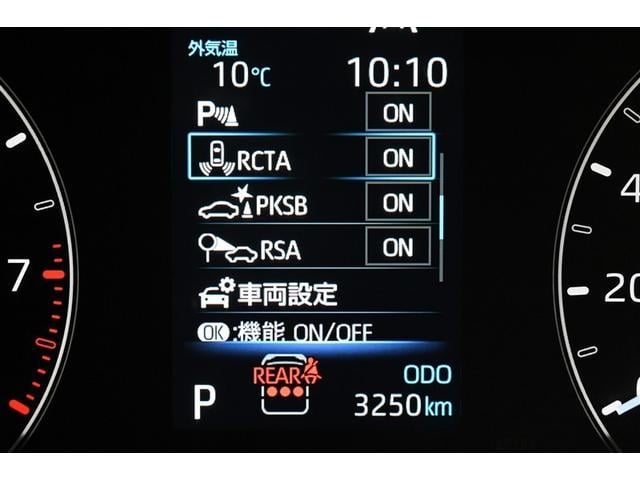 外気温
10℃ 10:10
P ON
RCTA ON
PKSB ON
RSA ON
車両設定
OK:機能 ON/OFF
REAR
ODO
P
3250km
7
4
20